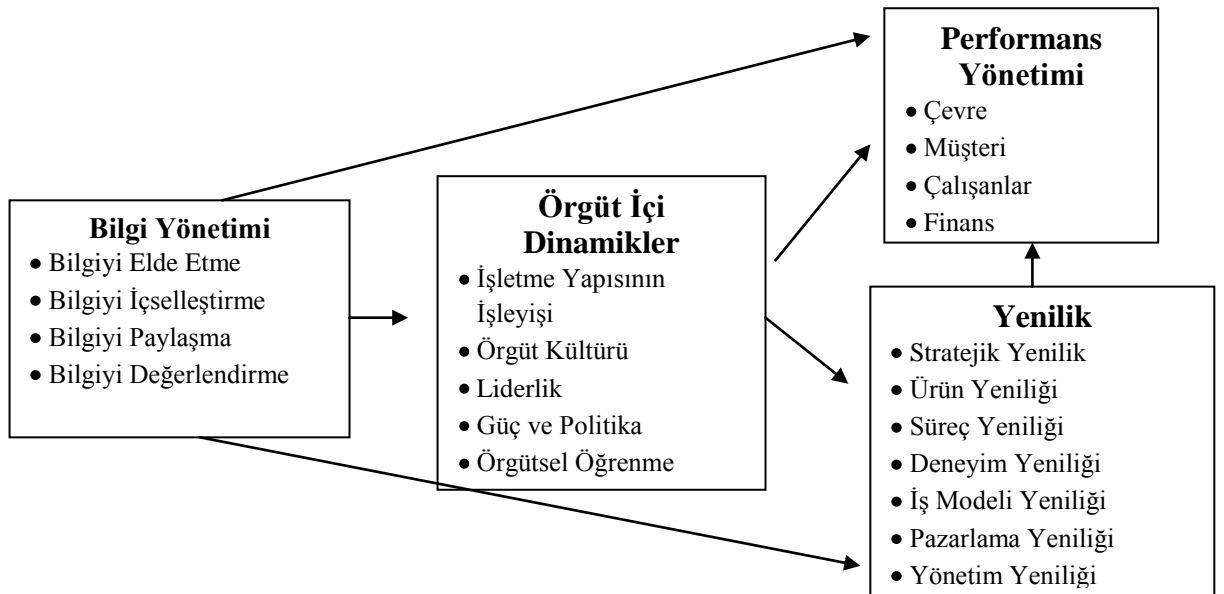 Bilgi Yönetimi
• Bilgiyi Elde Etme
• Bilgiyi İçselleştirme
• Bilgiyi Paylaşma
• Bilgiyi Değerlendirme
Örgüt İçi
Dinamikler
• İşletme Yapısının
İşleyişi
• Örgüt Kültürü
• Liderlik
• Güç ve Politika
• Örgütsel Öğrenme
Performans
Yönetimi
• Çevre
• Müşteri
• Çalışanlar
• Finans
Yenilik
• Stratejik Yenilik
• Ürün Yeniliği
• Süreç Yeniliği
• Deneyim Yeniliği
• İş Modeli Yeniliği
• Pazarlama Yeniliği
• Yönetim Yeniliği